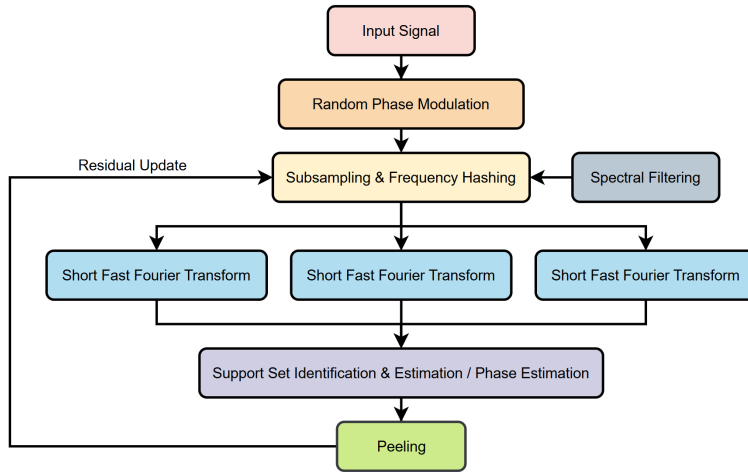 Input Signal
Random Phase Modulation
Residual Update
Subsampling & Frequency Hashing
Spectral Filtering
Short Fast Fourier Transform
Short Fast Fourier Transform
Short Fast Fourier Transform
Support Set Identification & Estimation / Phase Estimation
Peeling